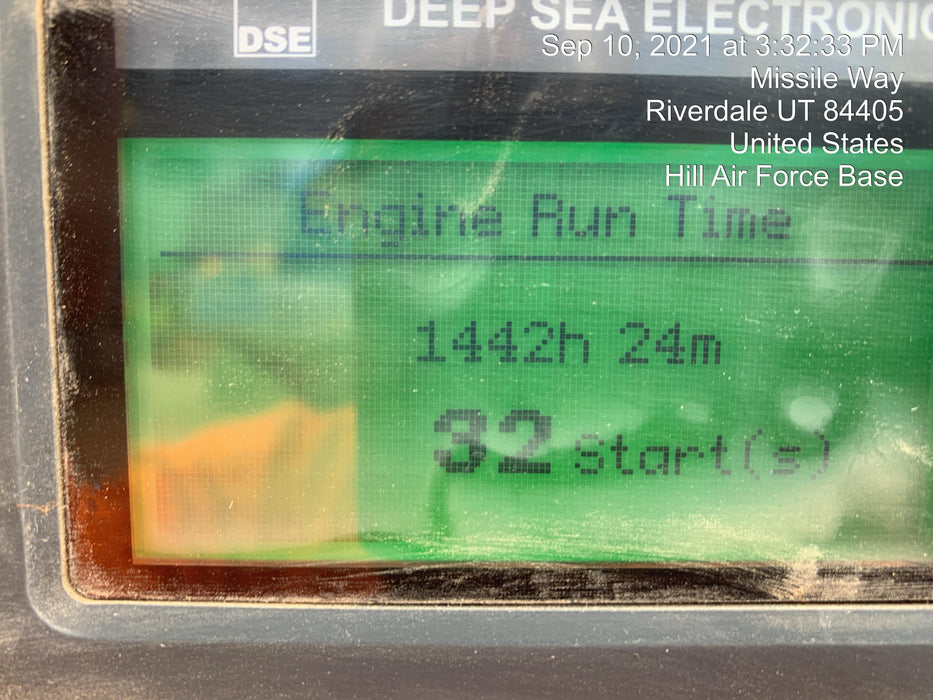 DSE
DEEP SEA ELECTRONIC
Sep 10, 2021 at 3:32:33 PM
Missile Way
Riverdale UT 84405
United States
Hill Air Force Base
Engine Run Time
1442h 24m
32 Start(s)